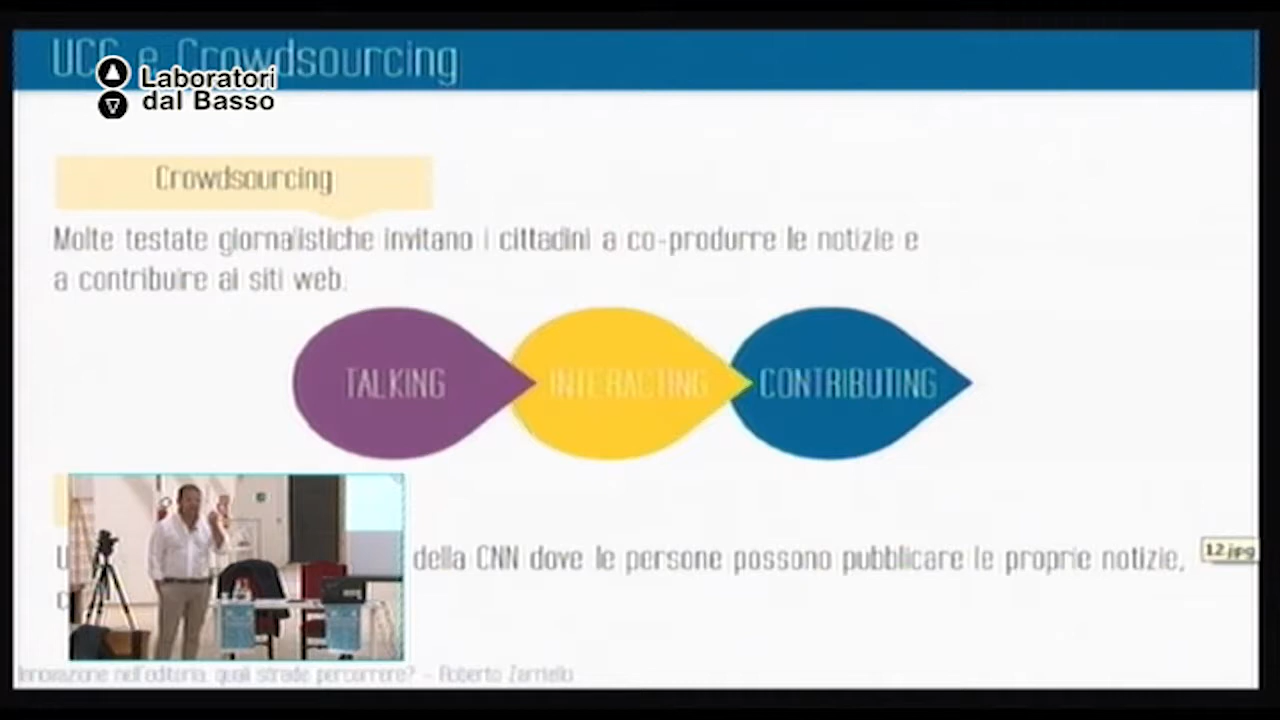 UCG e Crowdsourcing
Laboratori
dal Basso
Crowdsourcing
Molte testate giornalistiche invitano i cittadini a co-produrre le notizie e
a contribuire ai siti web.
TALKING
INTERACTING
CONTRIBUTING
della CNN dove le persone possono pubblicare le proprie notizie,
12.jpg
Innovazione nell'editoria: quali strade percorrere? - Roberto Zarriello